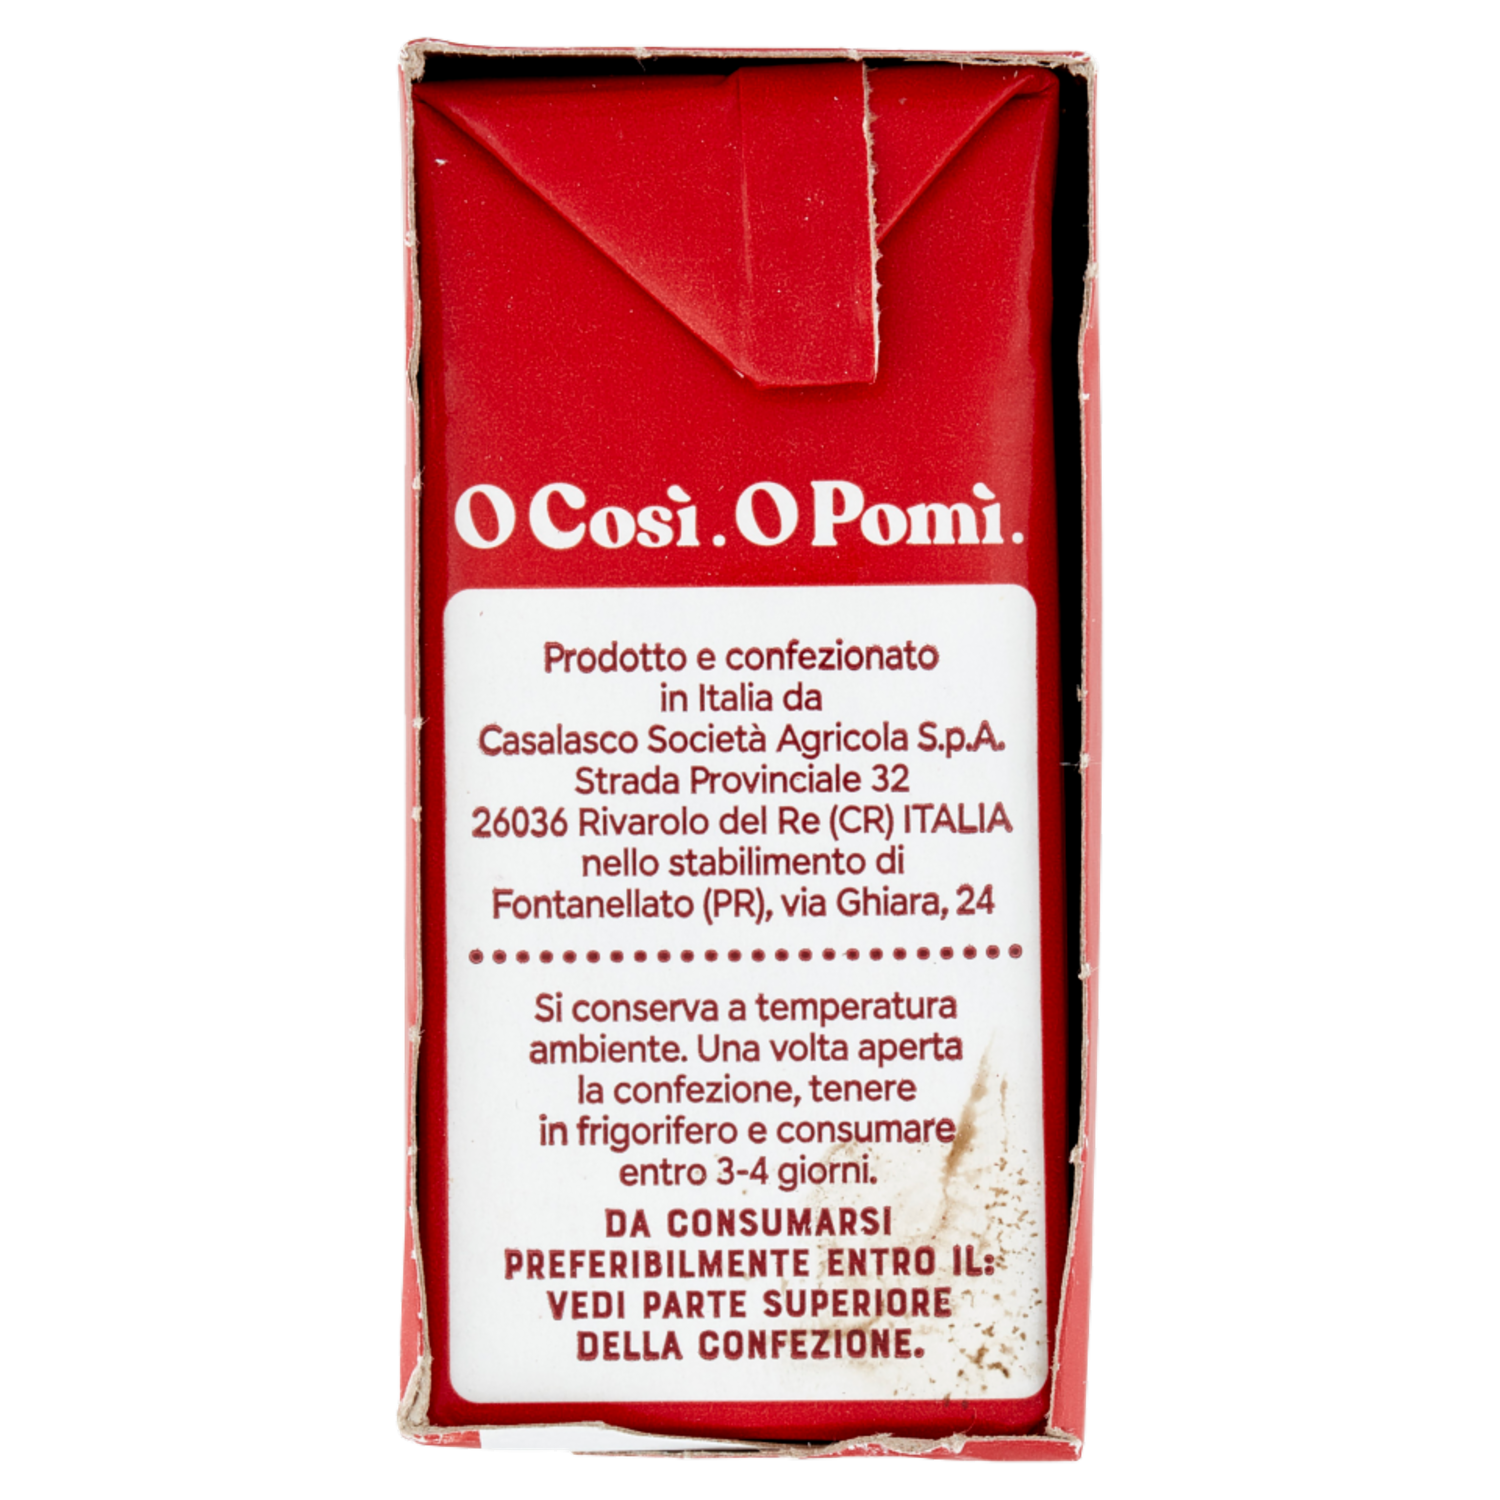 O Così. O Pomì.
Prodotto e confezionato
in Italia da
Casalasco Società Agricola S.p.A.
Strada Provinciale 32
26036 Rivarolo del Re (CR) ITALIA
nello stabilimento di
Fontanellato (PR), via Ghiara, 24
Si conserva a temperatura
ambiente. Una volta aperta
la confezione, tenere
in frigorifero e consumare
entro 3-4 giorni.
DA CONSUMARSI
PREFERIBILMENTE ENTRO IL:
VEDI PARTE SUPERIORE
DELLA CONFEZIONE.